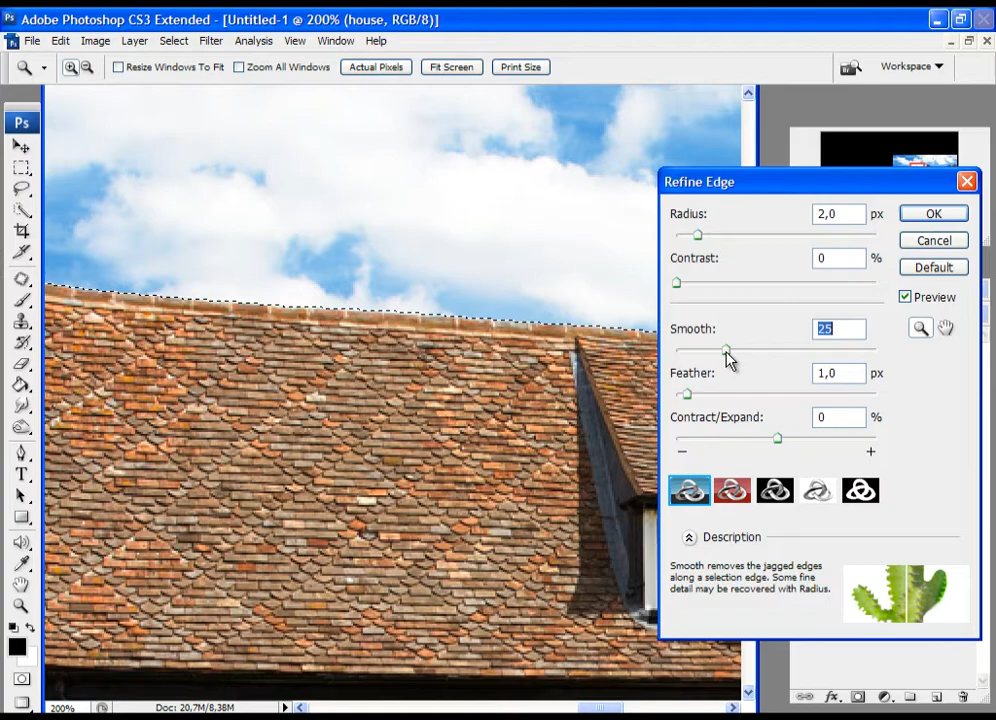 Adobe Photoshop CS3 Extended - [Untitled-1 @ 200% (house, RGB/8)]
File Edit Image Layer Select Filter Analysis View Window Help
Resize Windows To Fit Zoom All Windows Actual Pixels Fit Screen Print Size Workspace
Ps
Refine Edge
Radius: 2,0 px OK
Contrast: 0 % Cancel
Default
Preview
Smooth: 25
Feather: 1,0 px
Contract/Expand: 0 %
− +
Description
Smooth removes the jagged edges
along a selection edge. Some fine
detail may be recovered with Radius.
200% Doc: 20,7M/8,38M